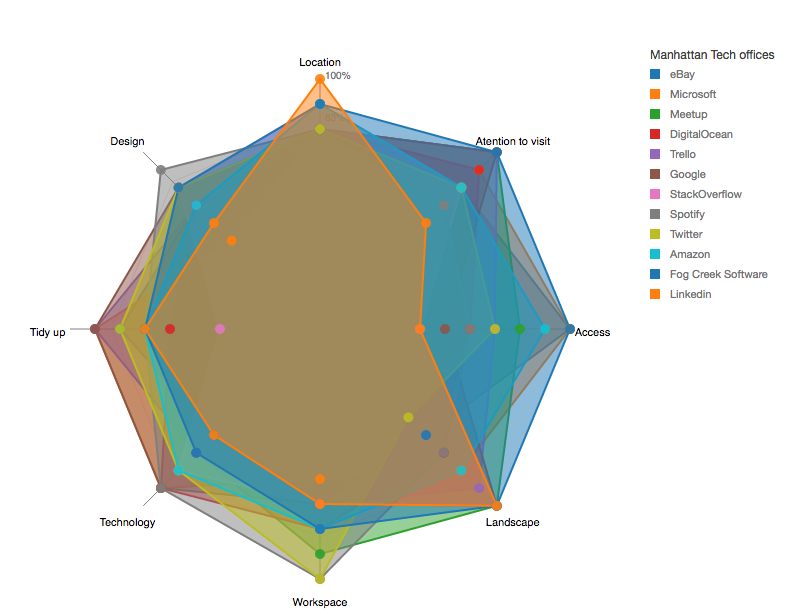 Location
100%
Manhattan Tech offices
eBay
Microsoft
Meetup
DigitalOcean
Trello
Google
StackOverflow
Spotify
Twitter
Amazon
Fog Creek Software
Linkedin
Design
Atention to visit
Tidy up
Access
Technology
Landscape
Workspace